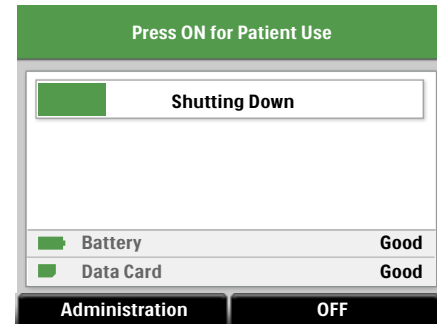 Press ON for Patient Use
Shutting Down
Battery Good
Data Card Good
Administration OFF